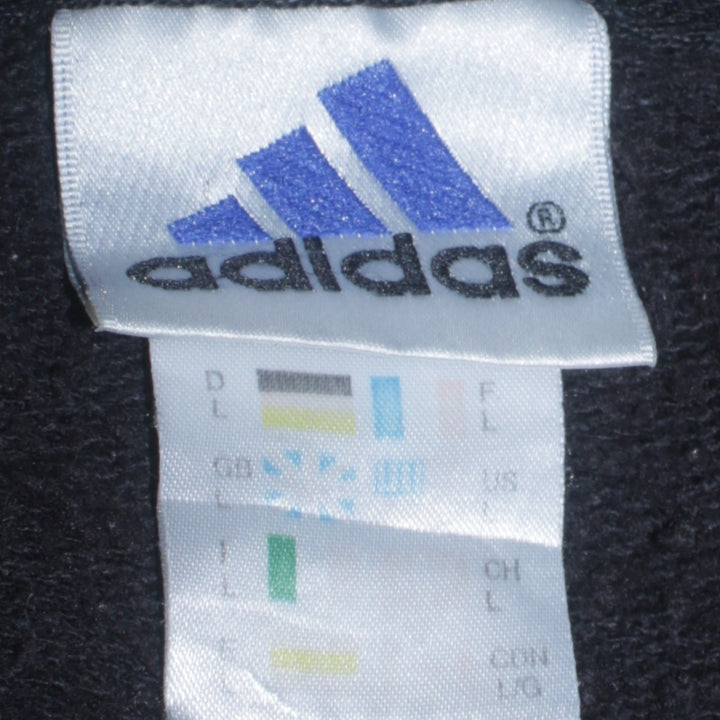 adidas®
D F
L L
GB US
L L
I CH
L L
E CDN
L L/G